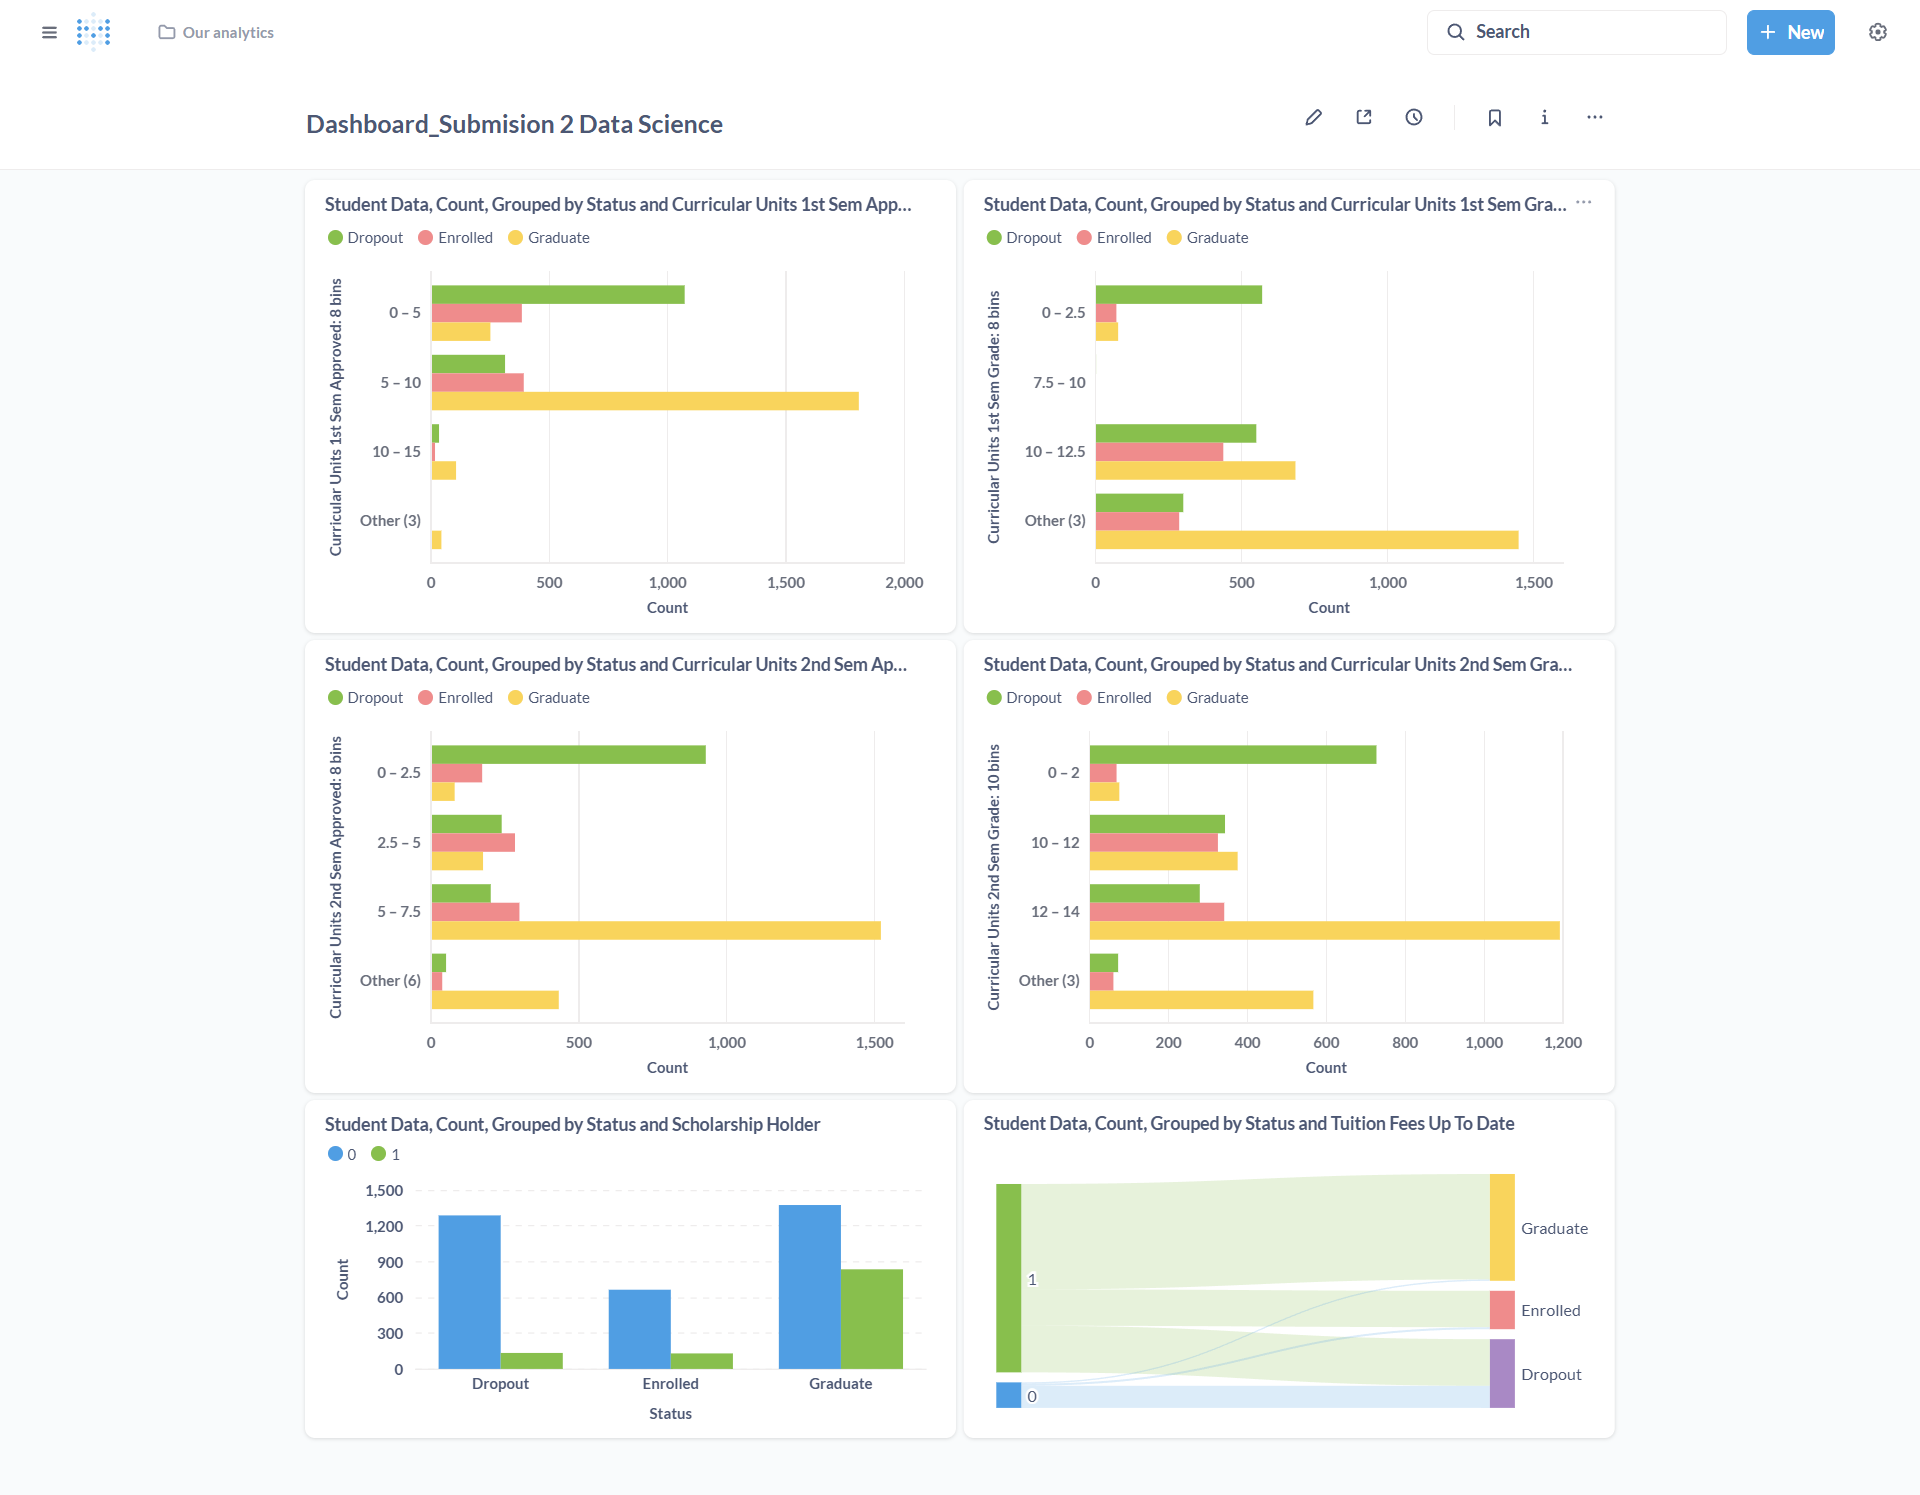 Our analytics
Search
New
Dashboard_Submision 2 Data Science
Student Data, Count, Grouped by Status and Curricular Units 1st Sem App...
Dropout Enrolled Graduate
Curricular Units 1st Sem Approved: 8 bins
0 – 5
5 – 10
10 – 15
Other (3)
0 500 1,000 1,500 2,000
Count
Student Data, Count, Grouped by Status and Curricular Units 1st Sem Gra...
Dropout Enrolled Graduate
Curricular Units 1st Sem Grade: 8 bins
0 – 2.5
7.5 – 10
10 – 12.5
Other (3)
0 500 1,000 1,500
Count
Student Data, Count, Grouped by Status and Curricular Units 2nd Sem Ap...
Dropout Enrolled Graduate
Curricular Units 2nd Sem Approved: 8 bins
0 – 2.5
2.5 – 5
5 – 7.5
Other (6)
0 500 1,000 1,500
Count
Student Data, Count, Grouped by Status and Curricular Units 2nd Sem Gra...
Dropout Enrolled Graduate
Curricular Units 2nd Sem Grade: 10 bins
0 – 2
10 – 12
12 – 14
Other (3)
0 200 400 600 800 1,000 1,200
Count
Student Data, Count, Grouped by Status and Scholarship Holder
0 1
Count
1,500
1,200
900
600
300
0
Dropout Enrolled Graduate
Status
Student Data, Count, Grouped by Status and Tuition Fees Up To Date
Graduate
1
Enrolled
Dropout
0